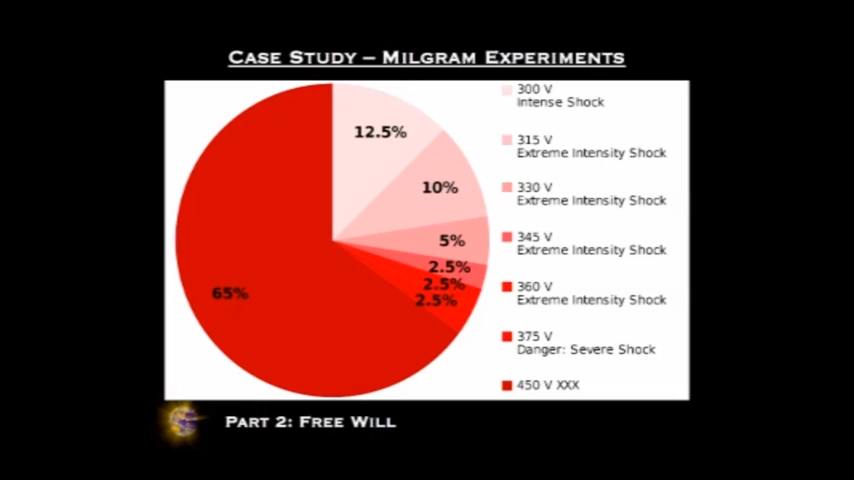 CASE STUDY – MILGRAM EXPERIMENTS
12.5%
10%
5%
2.5%
2.5%
2.5%
65%
300 V
Intense Shock
315 V
Extreme Intensity Shock
330 V
Extreme Intensity Shock
345 V
Extreme Intensity Shock
360 V
Extreme Intensity Shock
375 V
Danger: Severe Shock
450 V XXX
PART 2: FREE WILL